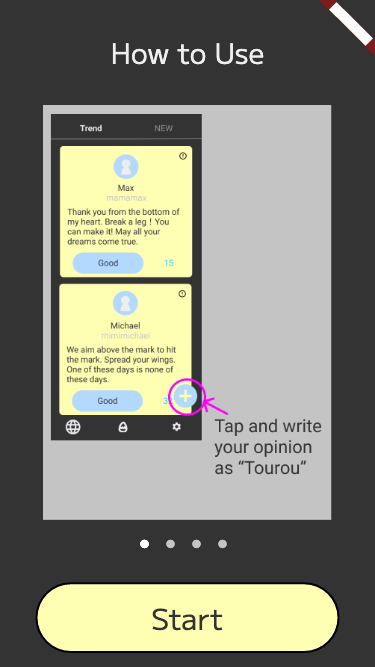 How to Use
Trend NEW
Max
mamamax
Thank you from the bottom of
my heart. Break a leg! You
can make it! May all your
dreams come true.
Good 15
Michael
mimimichael
We aim above the mark to hit
the mark. Spread your wings.
One of these days is none of
these days.
Good
Tap and write
your opinion
as “Tourou”
Start